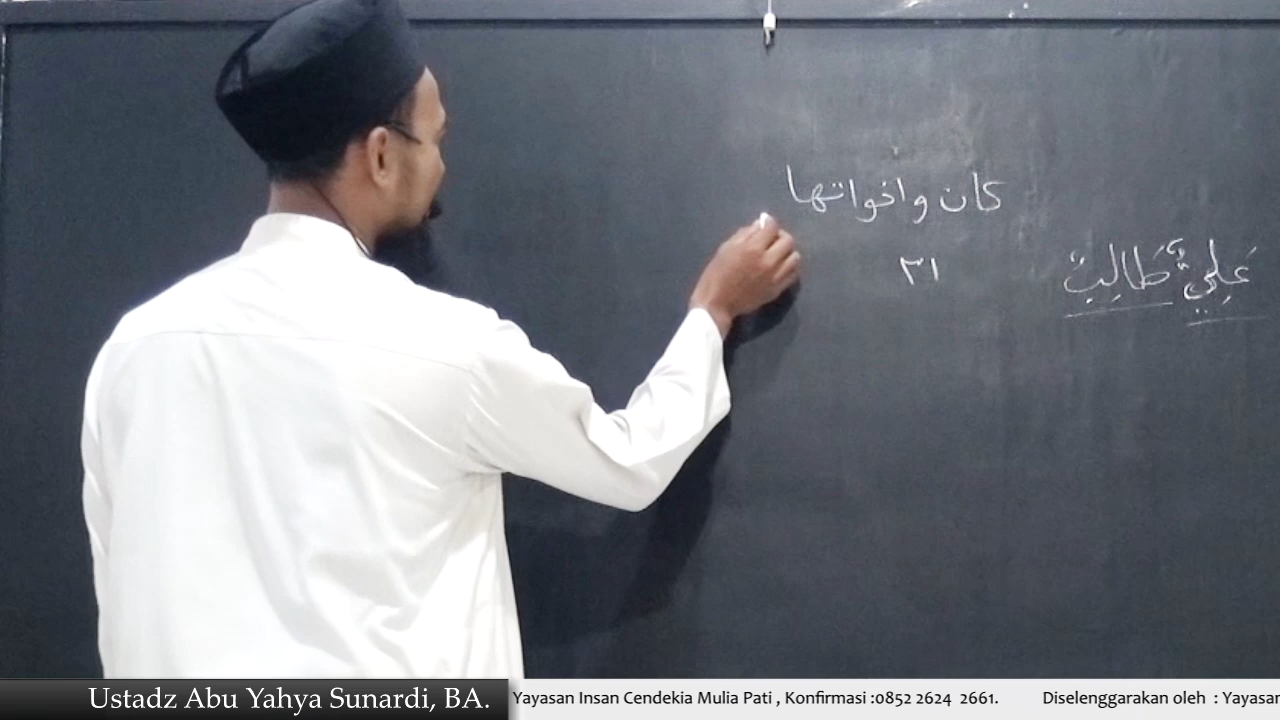 كان واخواتها
٣١
عَلِيٌّ طَالِبٌ
Ustadz Abu Yahya Sunardi, BA.
Yayasan Insan Cendekia Mulia Pati , Konfirmasi :0852 2624 2661. Diselenggarakan oleh : Yayasan